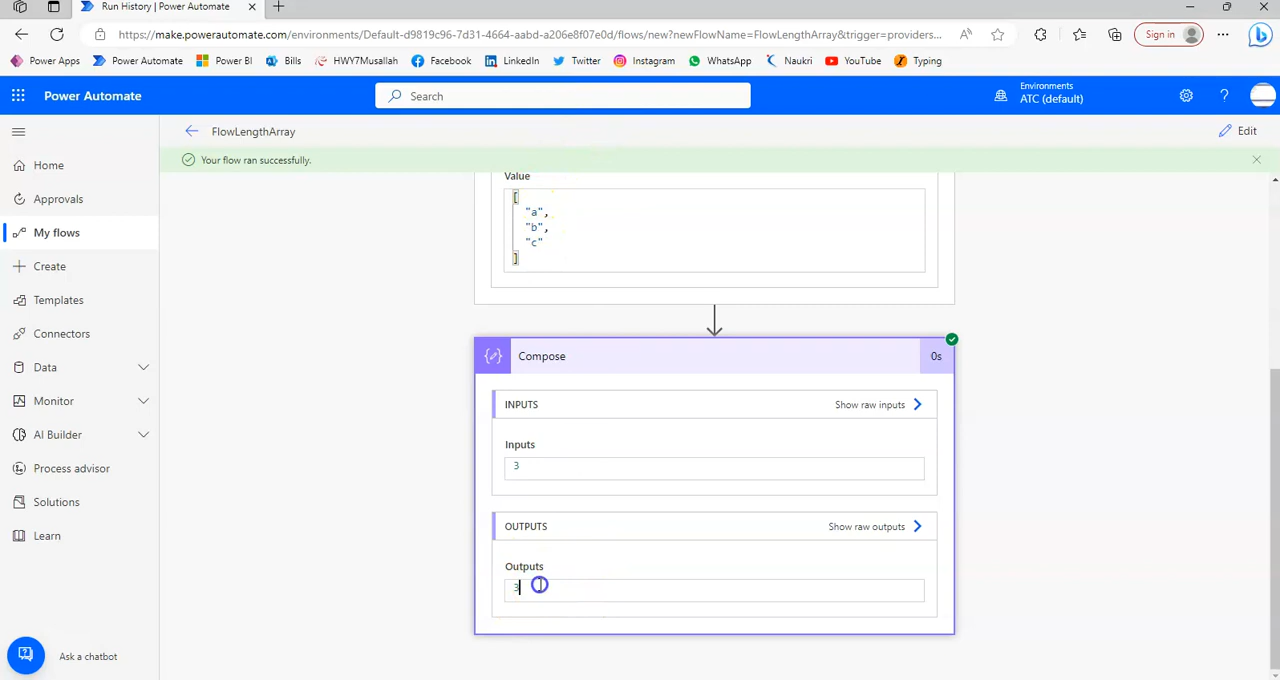 Run History | Power Automate
https://make.powerautomate.com/environments/Default-d9819c96-7d31-4664-aabd-a206e8f07e0d/flows/new?newFlowName=FlowLengthArray&trigger=providers...
Sign in
Power Apps
Power Automate
Power BI
Bills
HWY7Musallah
Facebook
LinkedIn
Twitter
Instagram
WhatsApp
Naukri
YouTube
Typing
Power Automate
Search
Environments
ATC (default)
FlowLengthArray
Edit
Your flow ran successfully.
Home
Approvals
My flows
Create
Templates
Connectors
Data
Monitor
AI Builder
Process advisor
Solutions
Learn
Ask a chatbot
Value
[
"a",
"b",
"c"
]
Compose
0s
INPUTS
Show raw inputs
Inputs
3
OUTPUTS
Show raw outputs
Outputs
3